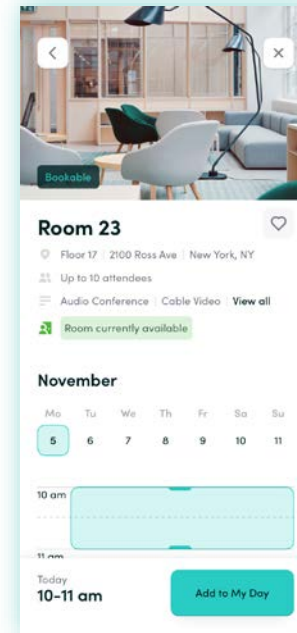 Bookable
Room 23
Floor 17 | 2100 Ross Ave | New York, NY
Up to 10 attendees
Audio Conference | Cable Video | View all
Room currently available
November
Mo Tu We Th Fr Sa Su
5 6 7 8 9 10 11
10 am
11 am
Today
10-11 am
Add to My Day